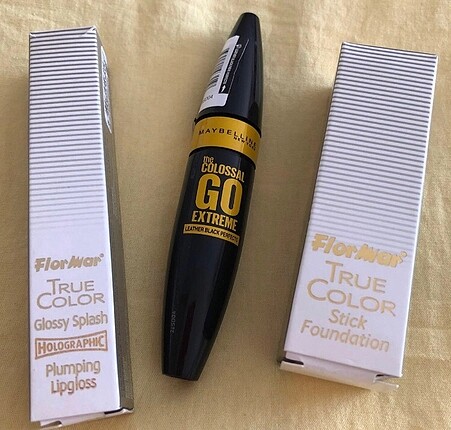 FlorMar
TRUE
COLOR
Glossy Splash
HOLOGRAPHIC
Plumping
Lipgloss
MAYBELLINE
NEW YORK
the
COLOSSAL
GO
EXTREME
LEATHER BLACK PERFECTO
FlorMar
TRUE
COLOR
Stick
Foundation